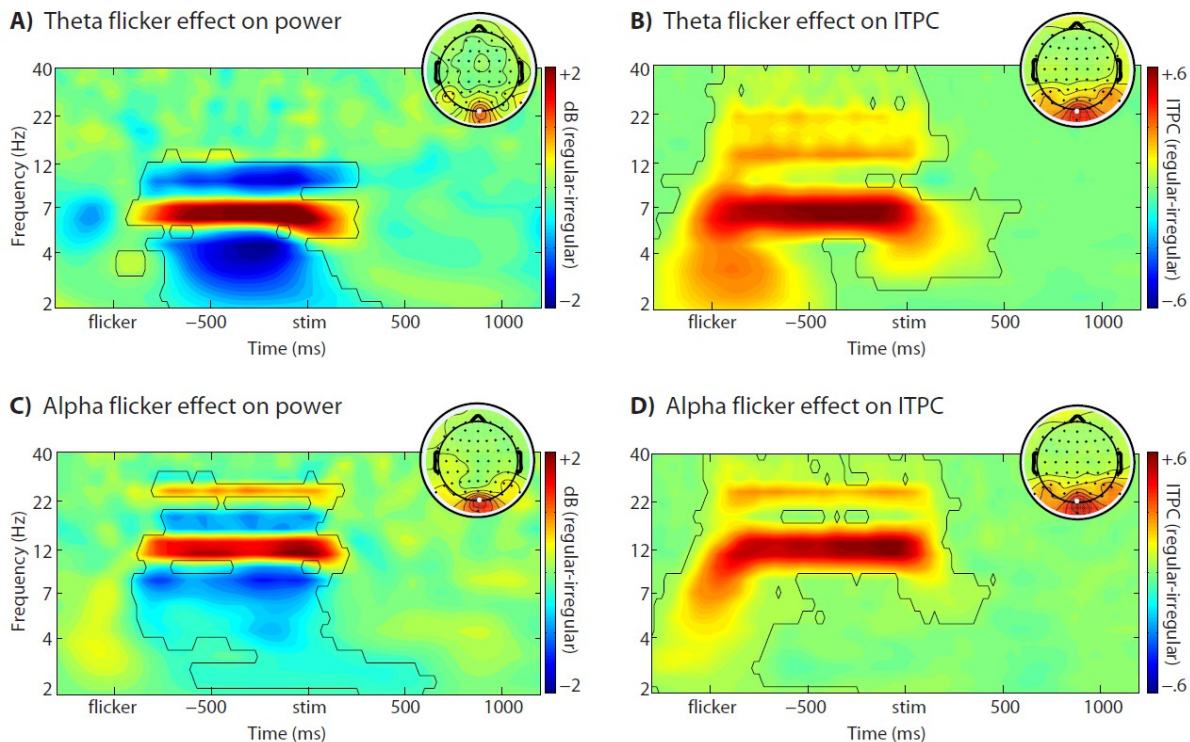 A) Theta flicker effect on power
+2
dB (regular-irregular)
−2
40
22
12
7
4
2
Frequency (Hz)
flicker −500 stim 500 1000
Time (ms)
B) Theta flicker effect on ITPC
+.6
ITPC (regular-irregular)
−.6
40
22
12
7
4
2
flicker −500 stim 500 1000
Time (ms)
C) Alpha flicker effect on power
+2
dB (regular-irregular)
−2
40
22
12
7
4
2
Frequency (Hz)
flicker −500 stim 500 1000
Time (ms)
D) Alpha flicker effect on ITPC
+.6
ITPC (regular-irregular)
−.6
40
22
12
7
4
2
flicker −500 stim 500 1000
Time (ms)